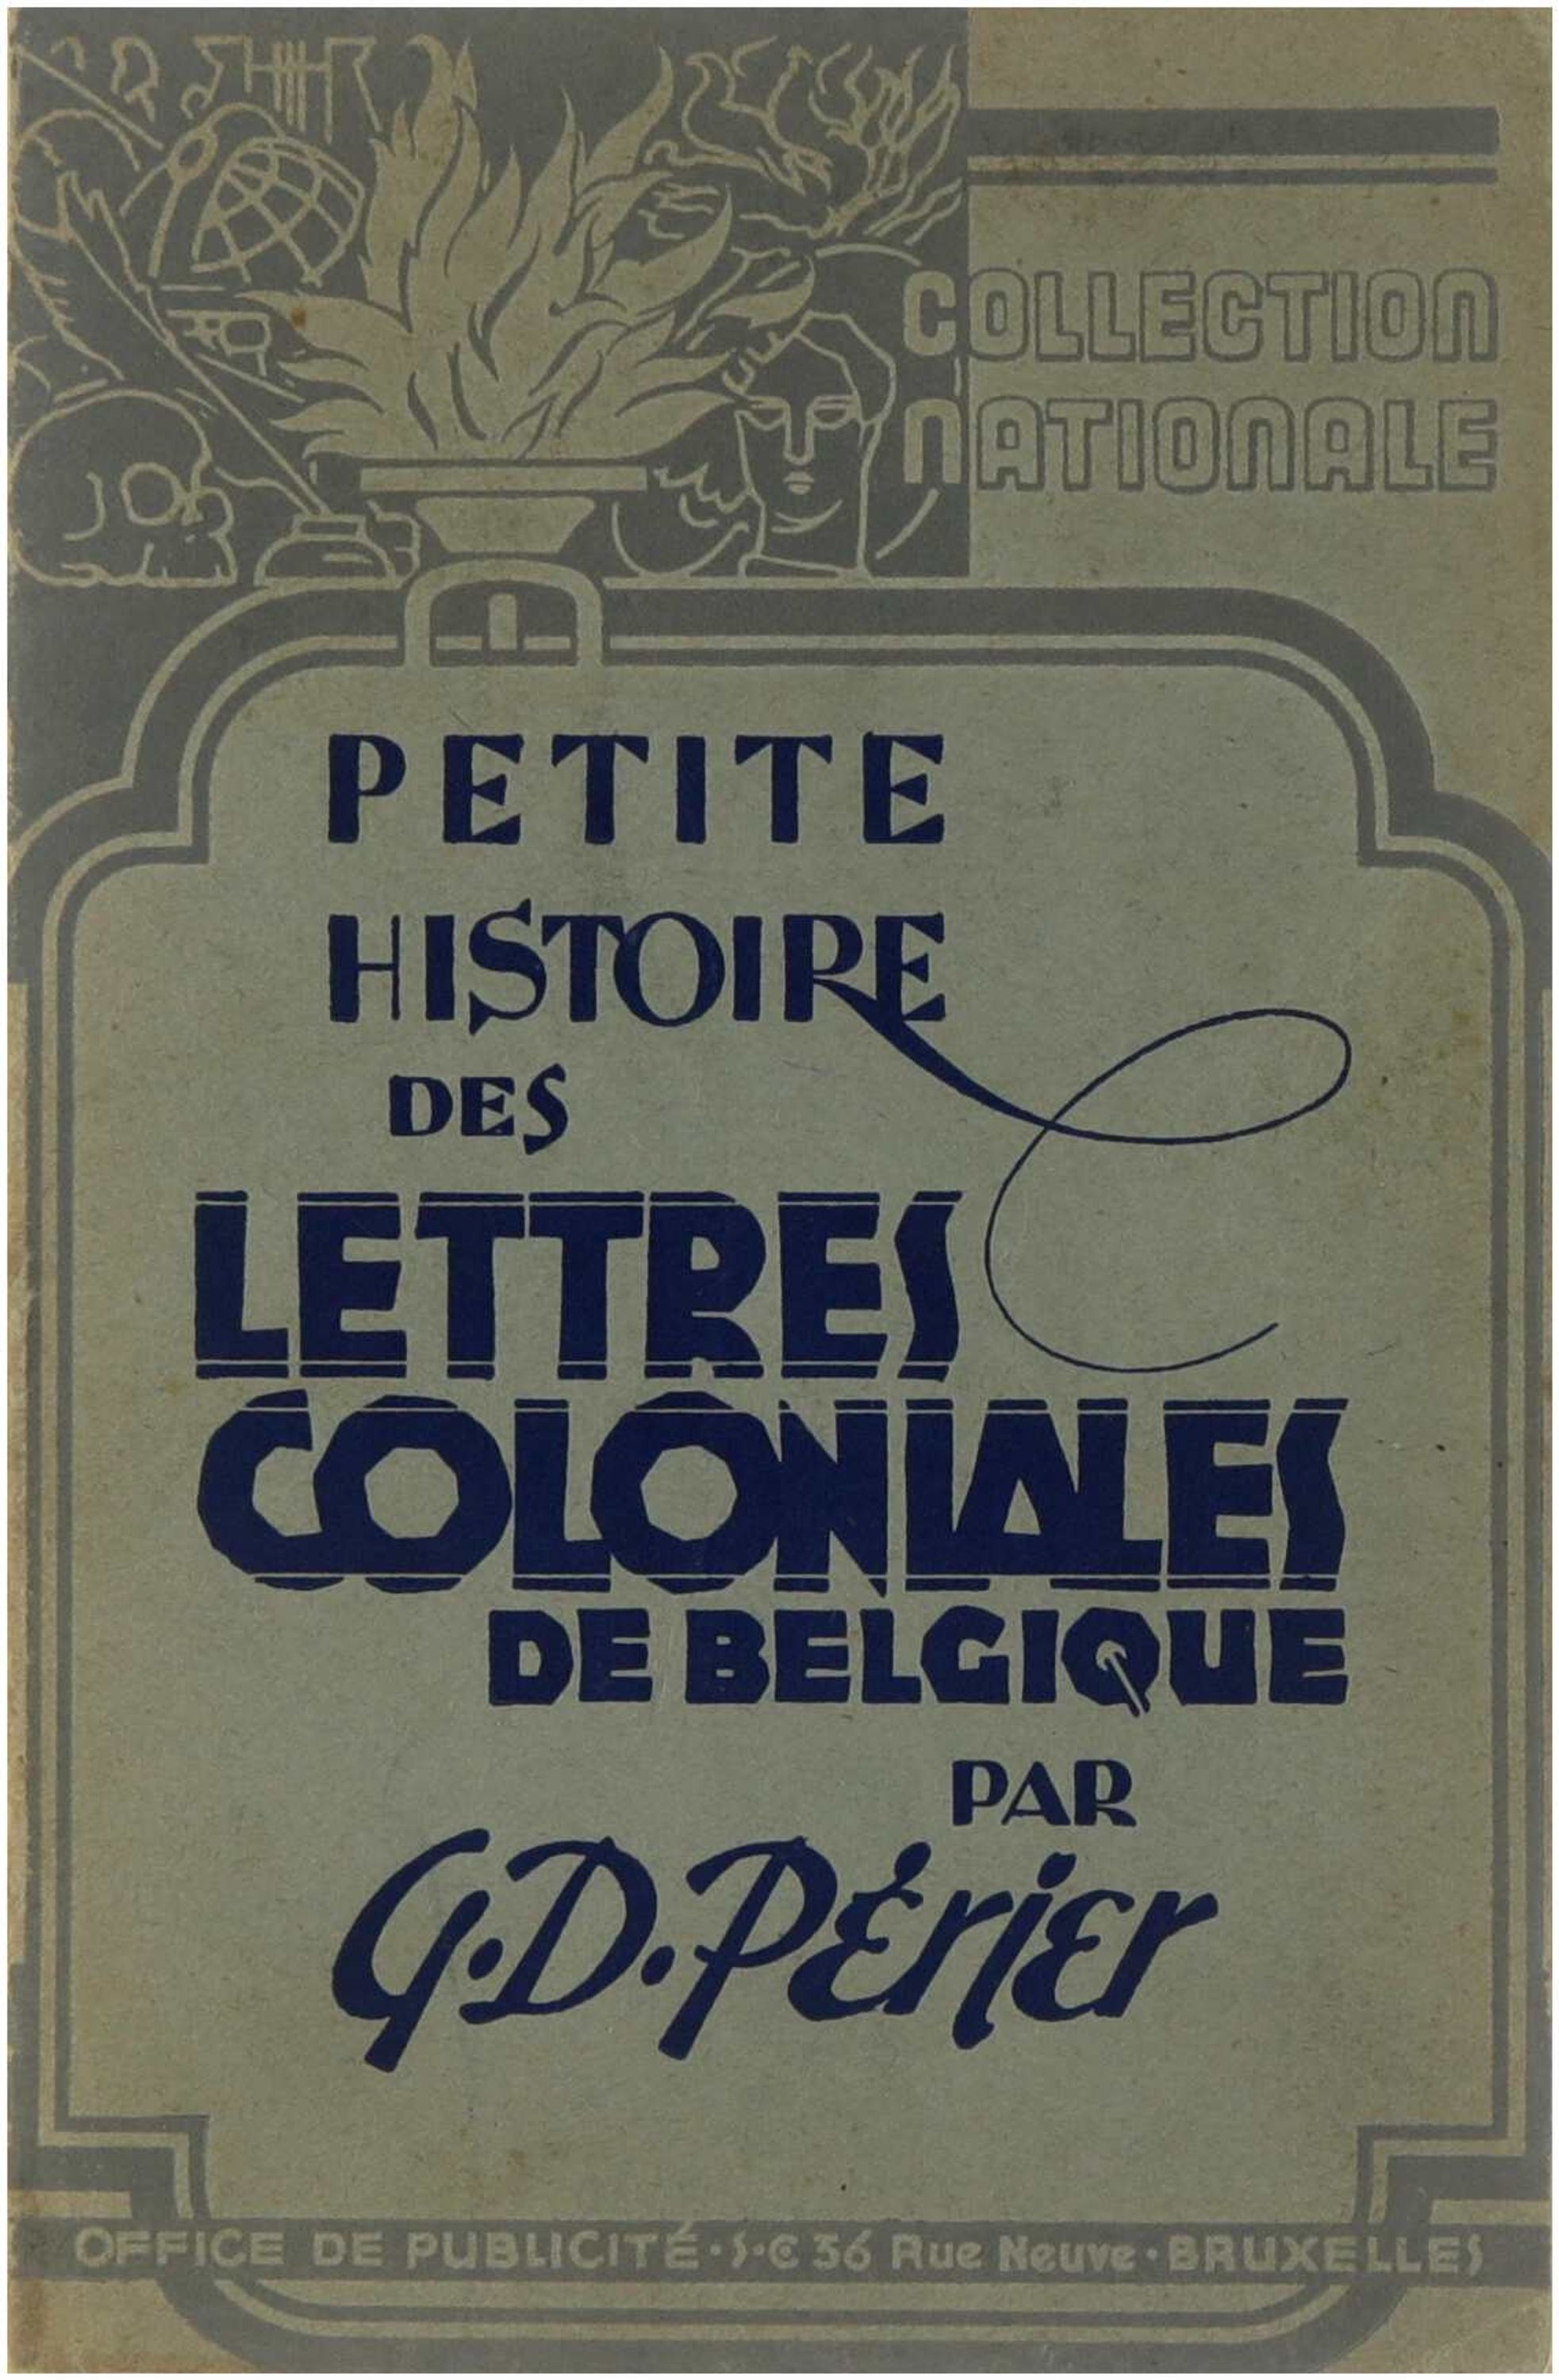 COLLECTION
NATIONALE
PETITE
HISTOIRE
DES
LETTRES
COLONIALES
DE BELGIQUE
PAR
G.D. Périer
OFFICE DE PUBLICITÉ · S · C 36 Rue Neuve · BRUXELLES